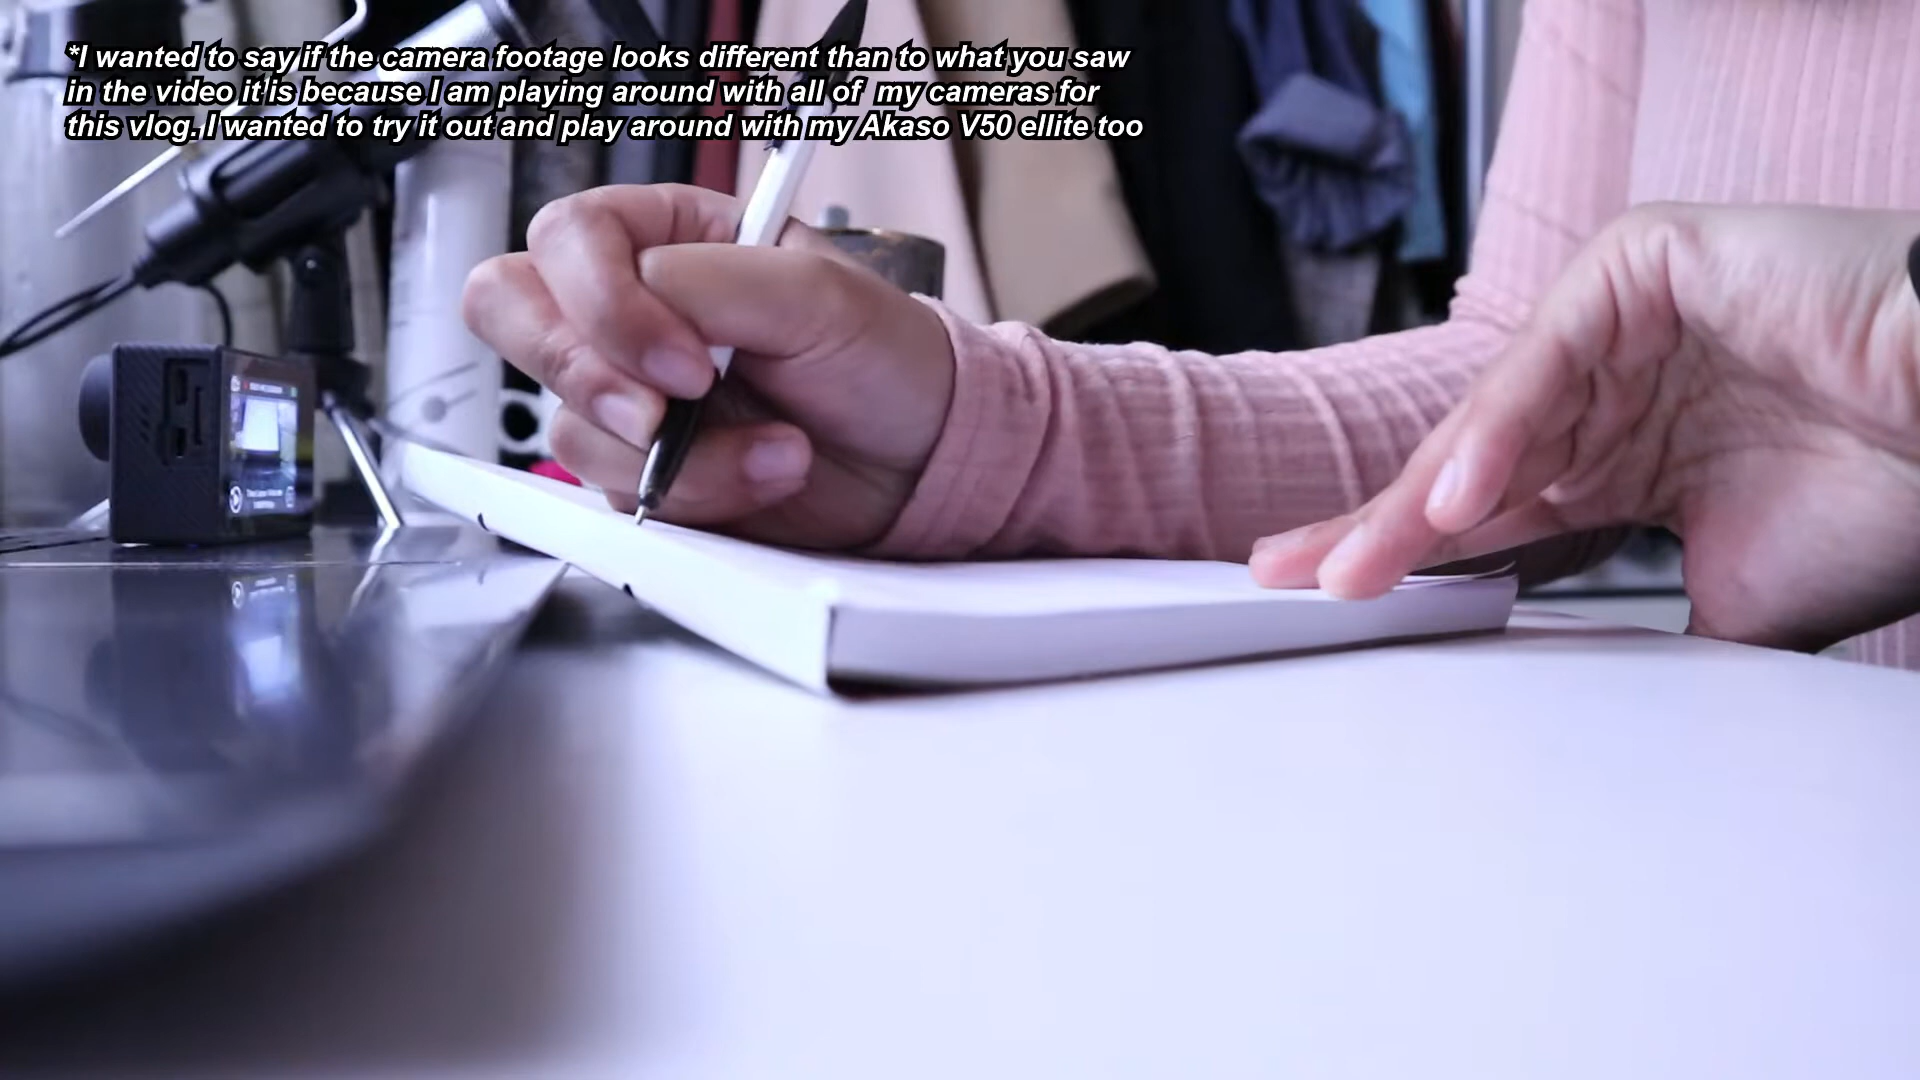 *I wanted to say if the camera footage looks different than to what you saw
in the video it is because I am playing around with all of my cameras for
this vlog. I wanted to try it out and play around with my Akaso V50 ellite too